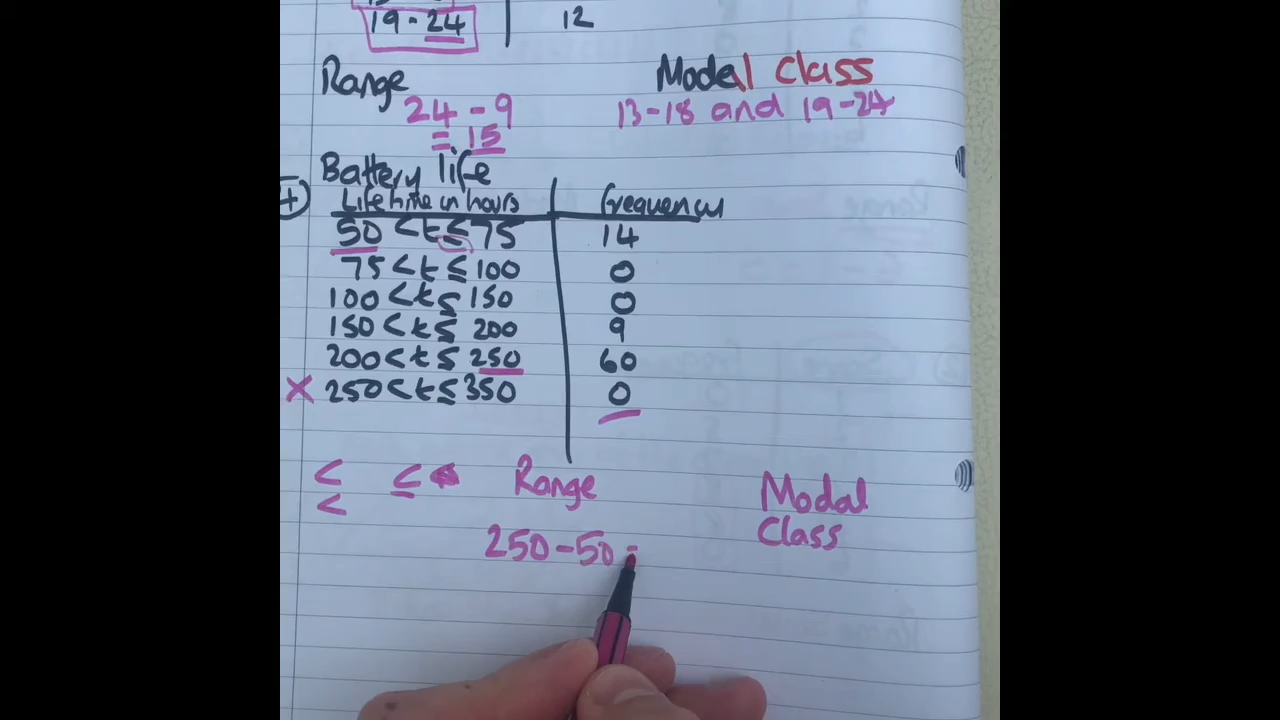 19 - 24 12
Range Modal Class
24 - 9 13-18 and 19-24
= 15
Battery life
Lifetime in hours frequency
50 < t ≤ 75 14
75 < t ≤ 100 0
100 < t ≤ 150 0
150 < t ≤ 200 9
200 < t ≤ 250 60
X 250 < t ≤ 350 0
< ≤ Range Modal
< Class
250 - 50 =